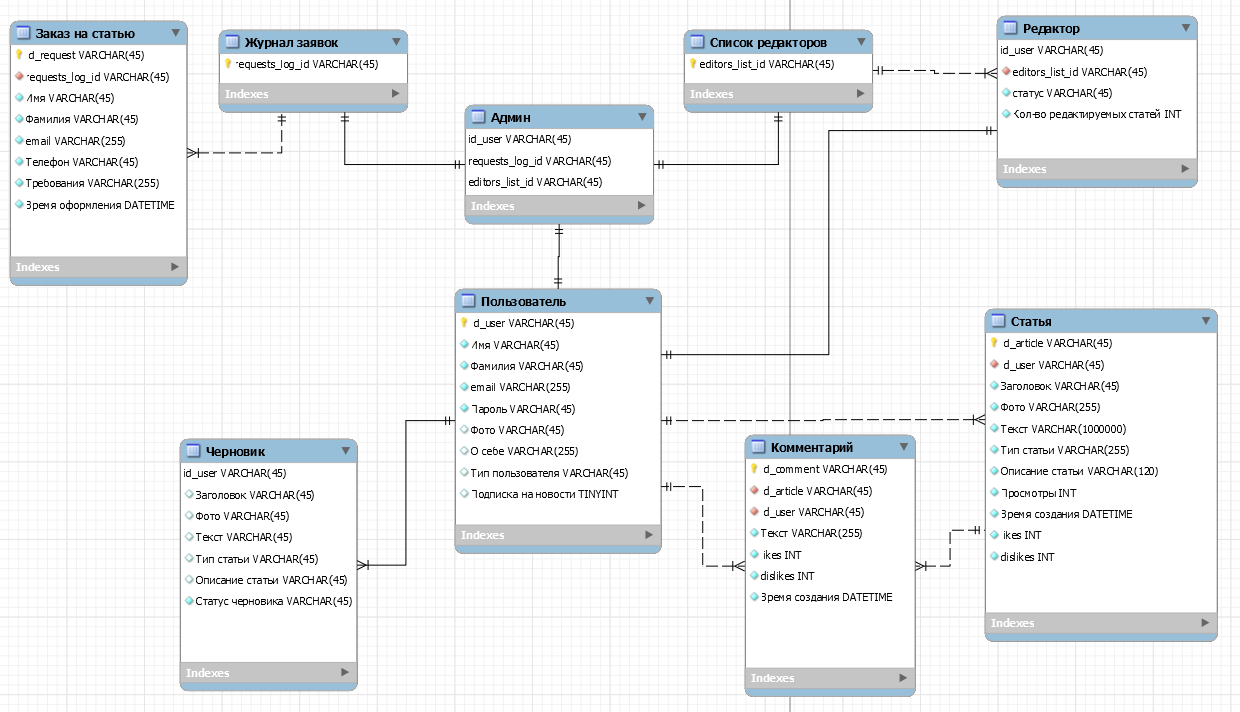 Заказ на статью
d_request VARCHAR(45)
requests_log_id VARCHAR(45)
Имя VARCHAR(45)
Фамилия VARCHAR(45)
email VARCHAR(255)
Телефон VARCHAR(45)
Требования VARCHAR(255)
Время оформления DATETIME
Indexes
Журнал заявок
requests_log_id VARCHAR(45)
Indexes
Админ
id_user VARCHAR(45)
requests_log_id VARCHAR(45)
editors_list_id VARCHAR(45)
Indexes
Список редакторов
editors_list_id VARCHAR(45)
Indexes
Редактор
id_user VARCHAR(45)
editors_list_id VARCHAR(45)
статус VARCHAR(45)
Кол-во редактируемых статей INT
Indexes
Пользователь
d_user VARCHAR(45)
Имя VARCHAR(45)
Фамилия VARCHAR(45)
email VARCHAR(255)
Пароль VARCHAR(45)
Фото VARCHAR(45)
О себе VARCHAR(255)
Тип пользователя VARCHAR(45)
Подписка на новости TINYINT
Indexes
Черновик
id_user VARCHAR(45)
Заголовок VARCHAR(45)
Фото VARCHAR(45)
Текст VARCHAR(45)
Тип статьи VARCHAR(45)
Описание статьи VARCHAR(45)
Статус черновика VARCHAR(45)
Indexes
Комментарий
d_comment VARCHAR(45)
d_article VARCHAR(45)
d_user VARCHAR(45)
Текст VARCHAR(255)
ikes INT
dislikes INT
Время создания DATETIME
Indexes
Статья
d_article VARCHAR(45)
d_user VARCHAR(45)
Заголовок VARCHAR(45)
Фото VARCHAR(255)
Текст VARCHAR(1000000)
Тип статьи VARCHAR(255)
Описание статьи VARCHAR(120)
Просмотры INT
Время создания DATETIME
ikes INT
dislikes INT
Indexes